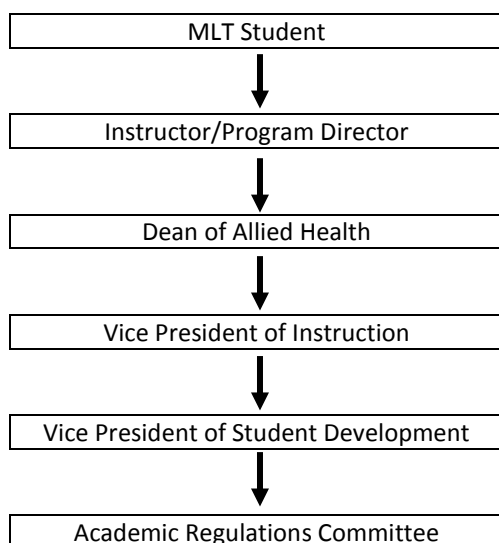 MLT Student
Instructor/Program Director
Dean of Allied Health
Vice President of Instruction
Vice President of Student Development
Academic Regulations Committee